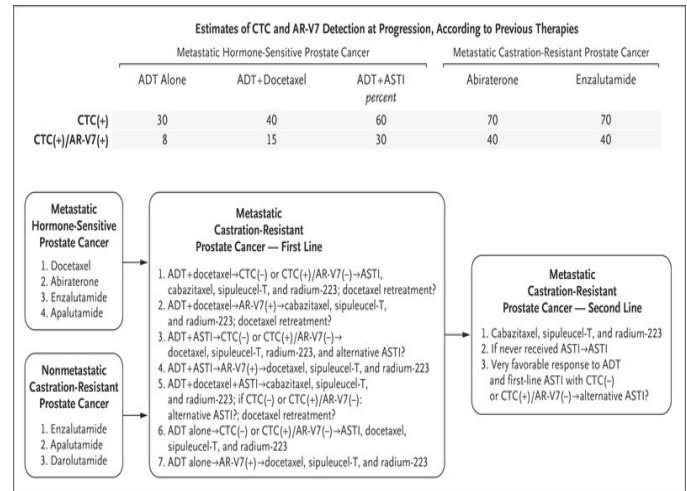 Estimates of CTC and AR-V7 Detection at Progression, According to Previous Therapies
Metastatic Hormone-Sensitive Prostate Cancer
Metastatic Castration-Resistant Prostate Cancer
ADT Alone
ADT+Docetaxel
ADT+ASTI
Abiraterone
Enzalutamide
percent
CTC(+) 30 40 60 70 70
CTC(+)/AR-V7(+) 8 15 30 40 40
Metastatic
Hormone-Sensitive
Prostate Cancer
1. Docetaxel
2. Abiraterone
3. Enzalutamide
4. Apalutamide
Nonmetastatic
Castration-Resistant
Prostate Cancer
1. Enzalutamide
2. Apalutamide
3. Darolutamide
Metastatic
Castration-Resistant
Prostate Cancer — First Line
1. ADT+docetaxel→CTC(–) or CTC(+)/AR-V7(–)→ASTI,
cabazitaxel, sipuleucel-T, and radium-223; docetaxel retreatment?
2. ADT+docetaxel→AR-V7(+)→cabazitaxel, sipuleucel-T,
and radium-223; docetaxel retreatment?
3. ADT+ASTI→CTC(–) or CTC(+)/AR-V7(–)→
docetaxel, sipuleucel-T, radium-223, and alternative ASTI?
4. ADT+ASTI→AR-V7(+)→docetaxel, sipuleucel-T, and radium-223
5. ADT+docetaxel+ASTI→cabazitaxel, sipuleucel-T,
and radium-223; if CTC(–) or CTC(+)/AR-V7(–):
alternative ASTI?; docetaxel retreatment?
6. ADT alone→CTC(–) or CTC(+)/AR-V7(–)→ASTI, docetaxel,
sipuleucel-T, and radium-223
7. ADT alone→AR-V7(+)→docetaxel, sipuleucel-T, and radium-223
Metastatic
Castration-Resistant
Prostate Cancer — Second Line
1. Cabazitaxel, sipuleucel-T, and radium-223
2. If never received ASTI→ASTI
3. Very favorable response to ADT
and first-line ASTI with CTC(–)
or CTC(+)/AR-V7(–)→alternative ASTI?